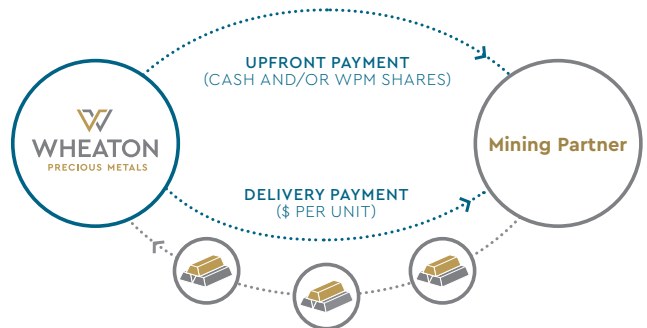 UPFRONT PAYMENT
(CASH AND/OR WPM SHARES)
WHEATON
PRECIOUS METALS
Mining Partner
DELIVERY PAYMENT
($ PER UNIT)